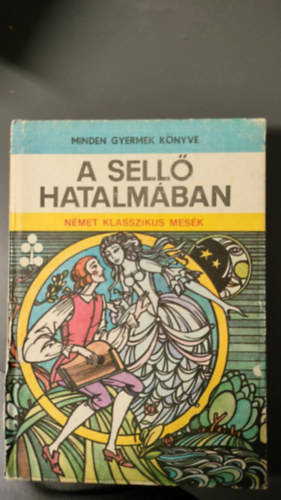 MINDEN GYERMEK KÖNYVE
A SELLŐ
HATALMÁBAN
NÉMET KLASSZIKUS MESÉK